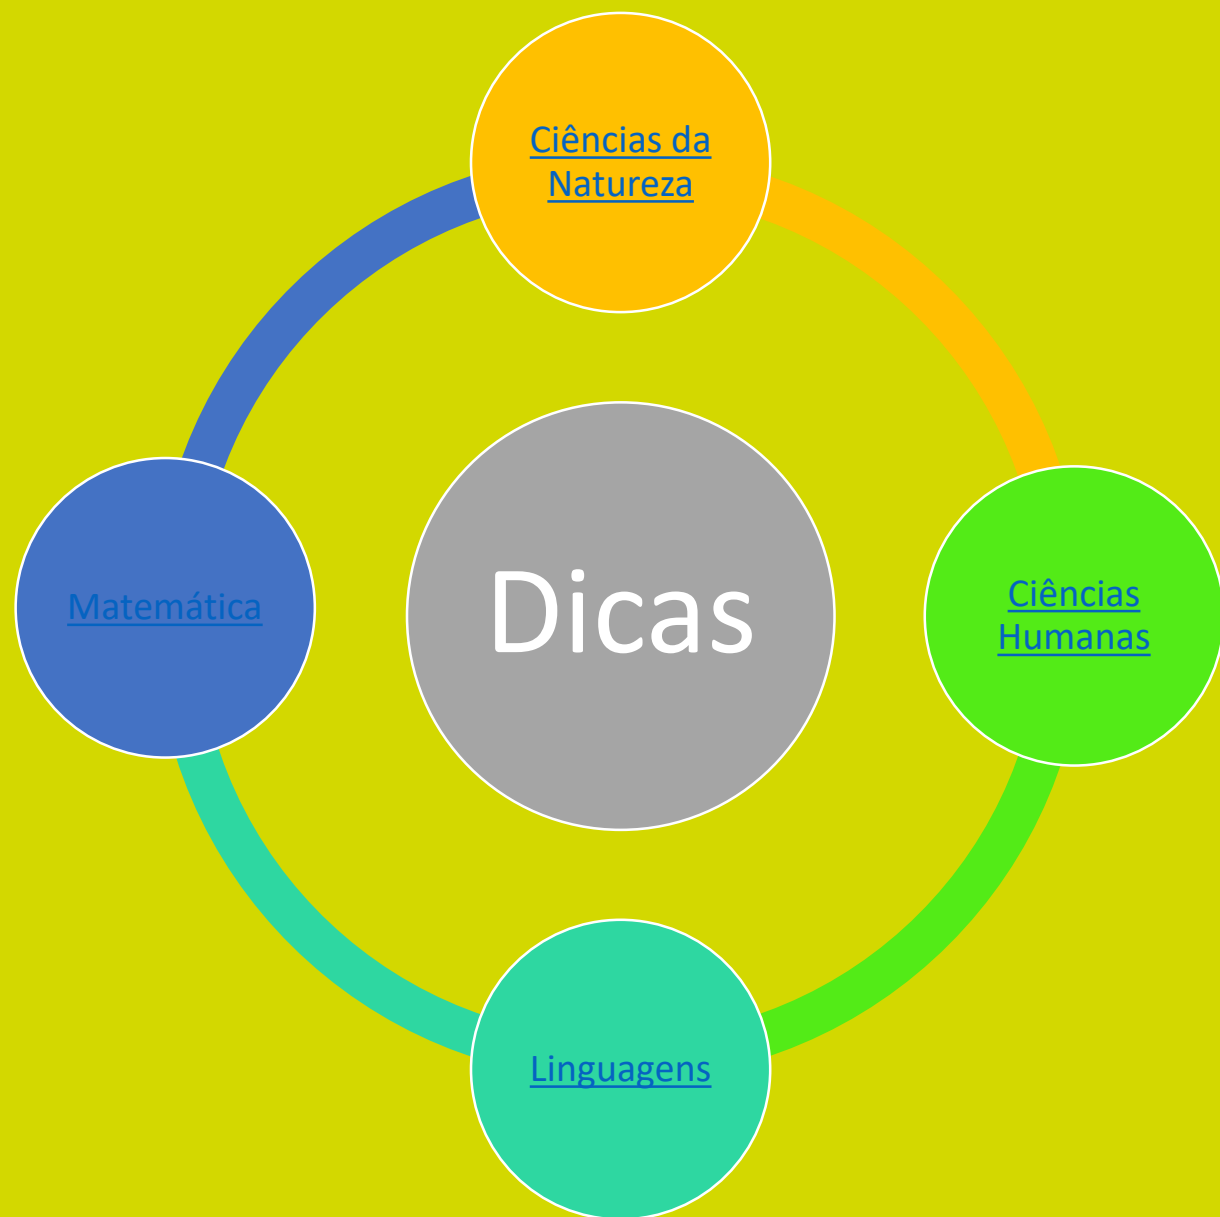 Ciências da
Natureza
Matemática
Dicas
Ciências
Humanas
Linguagens